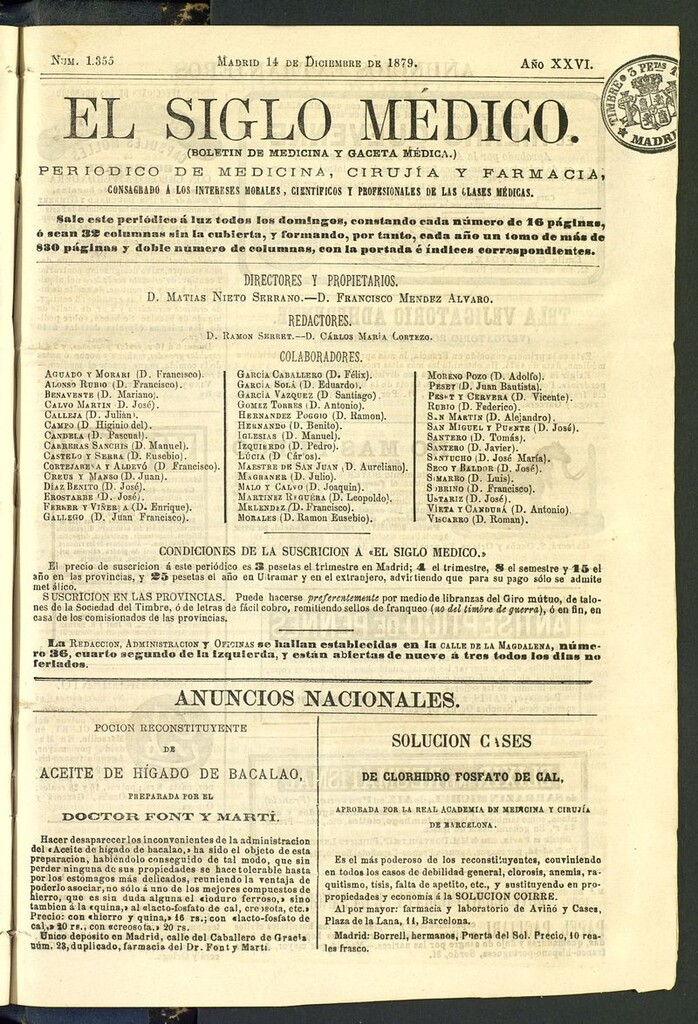 NÚM. 1.355
MADRID 14 DE DICIEMBRE DE 1879.
AÑO XXVI.
TIMBRE 3 PETAS
MADRI
EL SIGLO MÉDICO.
(BOLETIN DE MEDICINA Y GACETA MÉDICA.)
PERIODICO DE MEDICINA, CIRUJÍA Y FARMACIA,
CONSAGRADO Á LOS INTERESES MORALES, CIENTÍFICOS Y PROFESIONALES DE LAS CLASES MÉDICAS.
Sale este periódico á luz todos los domingos, constando cada número de 16 páginas,
ó sean 32 columnas sin la cubierta, y formando, por tanto, cada año un tomo de más de
830 páginas y doble número de columnas, con la portada é índices correspondientes.
DIRECTORES Y PROPIETARIOS.
D. MATIAS NIETO SERRANO.—D. FRANCISCO MENDEZ ALVARO.
REDACTORES.
D. RAMON SERRET.—D. CÁRLOS MARÍA CORTEZO.
COLABORADORES.
AGUADO Y MORARI (D. Francisco).
ALONSO RUBIO (D. Francisco).
BENAVENTE (D. Mariano).
CALVO MARTIN D. José).
CALLEJA (D. Julián.
CAMPO (D. Higinio del).
CANDELA (D. Pascual).
CABRERAS SANCHIS (D. Manuel).
CASTELO Y SERRA (D. Eusebio).
CORTEJARENA Y ALDEVÓ (D. Francisco).
CREUS Y MANSO (D. Juan).
DIAZ BENITO (D. José).
EROSTARBE (D. José).
FERRER Y VIÑERTA (D. Enrique).
GALLEGO (D. Juan Francisco).
GARCÍA CABALLERO (D. Félix).
GARCIA SOLÁ (D. Eduardo).
GARCÍA VAZQUEZ (D. Santiago).
GOMEZ TORRES (D. Antonio).
HERNANDEZ POGGIO (D. Ramon).
HERNANDO (D. Benito).
IGLESIAS (D. Manuel).
IZQUIERDO (D. Pedro).
LÚCIA (D Cárlos).
MAESTRE DE SAN JUAN (D. Aureliano).
MAGRANER (D. Julio).
MALO Y CALVO (D. Joaquin).
MARTINEZ REGUERA (D. Leopoldo).
MELENDEZ (D. Francisco).
MORALES (D. Ramon Eusebio).
MORENO POZO (D. Adolfo).
PESET (D. Juan Bautista).
PESET Y CERVERA (D. Vicente).
RUBIO (D. Federico).
SAN MARTIN (D. Alejandro).
SAN MIGUEL Y PUENTE (D. José).
SANTERO (D. Tomás).
SANTERO (D. Javier).
SANTUCHO (D. José María).
SECO Y BALDOR (D. José).
SIMARRO (D. Luis).
SOBRINO (D. Francisco).
USTARIZ (D. José).
VIETA Y CANDURÁ (D. Antonio).
VISCARRO (D. Roman).
CONDICIONES DE LA SUSCRICION A «EL SIGLO MEDICO.»
El precio de suscricion á este periódico es 3 pesetas el trimestre en Madrid; 4 el trimestre, 8 el semestre y 15 el
año en las provincias, y 25 pesetas el año en Ultramar y en el extranjero, advirtiendo que para su pago sólo se admite
metálico.
SUSCRICION EN LAS PROVINCIAS. Puede hacerse preferentemente por medio de libranzas del Giro mútuo, de talo-
nes de la Sociedad del Timbre, ó de letras de fácil cobro, remitiendo sellos de franqueo (no del timbre de guerra), ó en fin, en
casa de los comisionados de las provincias.
LA REDACCION, ADMINISTRACION Y OFICINAS se hallan establecidas en la CALLE DE LA MAGDALENA, núme-
ro 36, cuarto segundo de la izquierda, y están abiertas de nueve á tres todos los dias no
feriados.
ANUNCIOS NACIONALES.
POCION RECONSTITUYENTE
DE
ACEITE DE HÍGADO DE BACALAO,
PREPARADA POR EL
DOCTOR FONT Y MARTÍ.
Hacer desaparecer los inconvenientes de la administracion
del «Aceite de hígado de bacalao,» ha sido el objeto de esta
preparacion, habiéndolo conseguido de tal modo, que sin
perder ninguna de sus propiedades se hace tolerable hasta
por los estómagos más delicados, reuniendo la ventaja de
poderlo asociar, no sólo á uno de los mejores compuestos de
hierro, que es sin duda alguna el «ioduro ferroso,» sino
tambien á la «quina,» al «lacto-fosfato de cal, creosota, etc.»
Precio: con «hierro y quina,» 16 rs.; con «lacto-fosfato de
cal,» 20 rs., con «creosota,» 20 rs.
Unico depósito en Madrid, calle del Caballero de Gracia
núm. 23, duplicado, farmacia del Dr. Font y Martí.
SOLUCION CASES
DE CLORHIDRO FOSFATO DE CAL,
APROBADA POR LA REAL ACADEMIA DN MEDICINA Y CIRUJÍA
DE BARCELONA.
Es el más poderoso de los reconstituyentes, conviniendo
en todos los casos de debilidad general, clorosis, anemia, ra-
quitismo, tisis, falta de apetito, etc., y sustituyendo en pro-
propiedades y economía á la SOLUCION COIRRE.
Al por mayor: farmacia y laboratorio de Aviñó y Cases,
Plaza de la Lana, 11, Barcelona.
Madrid: Borrell, hermanos, Puerta del Sol. Precio, 10 rea-
les frasco.